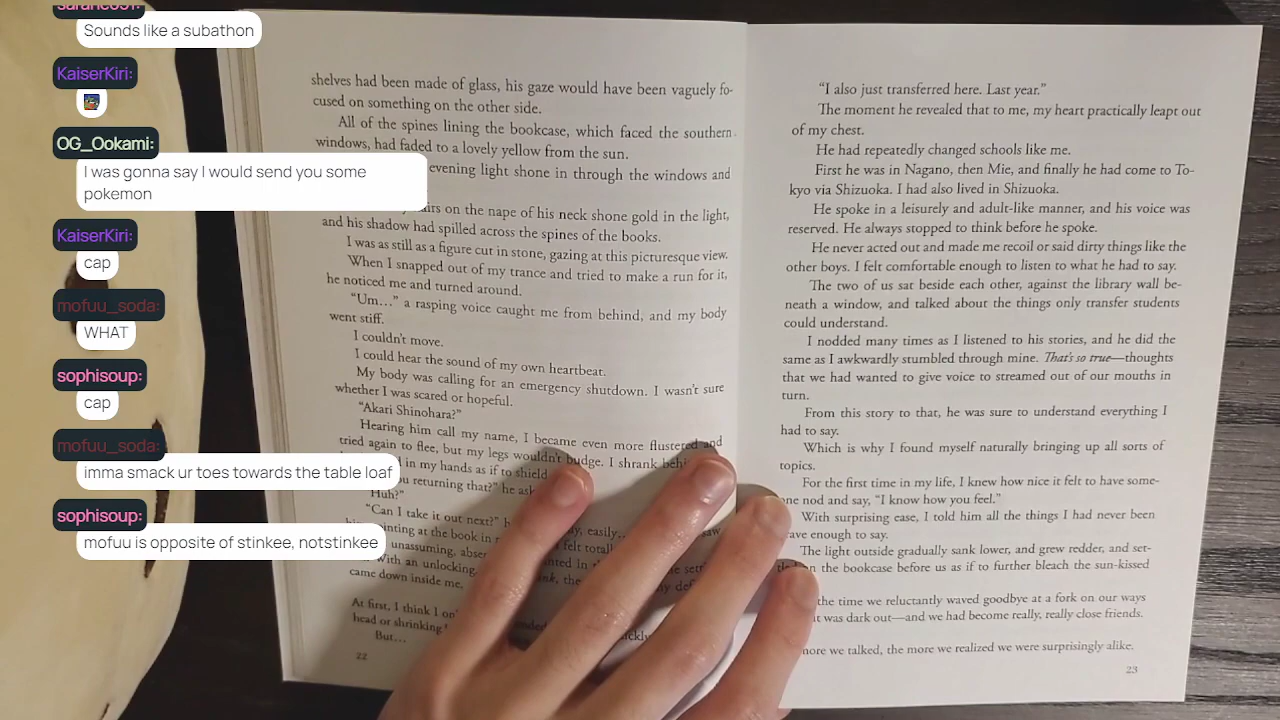 sarahe001:
Sounds like a subathon
KaiserKiri:
OG_Ookami:
I was gonna say I would send you some
pokemon
KaiserKiri:
cap
mofuu_soda:
WHAT
sophisoup:
cap
mofuu_soda:
imma smack ur toes towards the table loaf
sophisoup:
mofuu is opposite of stinkee, notstinkee
shelves had been made of glass, his gaze would have been vaguely fo-
cused on something on the other side.
All of the spines lining the bookcase, which faced the southern
windows, had faded to a lovely yellow from the sun.
evening light shone in through the windows and
on the nape of his neck shone gold in the light,
and his shadow had spilled across the spines of the books.
I was as still as a figure cut in stone, gazing at this picturesque view.
When I snapped out of my trance and tried to make a run for it,
he noticed me and turned around.
"Um…" a rasping voice caught me from behind, and my body
went stiff.
I couldn't move.
I could hear the sound of my own heartbeat.
My body was calling for an emergency shutdown. I wasn't sure
whether I was scared or hopeful.
"Akari Shinohara?"
Hearing him call my name, I became even more flustered and
tried again to flee, but my legs wouldn't budge. I shrank
in my hands as if to shield
u returning that?" he
Huh?"
"Can I take it out next?"
at the book in
unassuming,
with an unlocking
came down inside me,
At first, I think I
head or shrinking
But…
22
"I also just transferred here. Last year."
The moment he revealed that to me, my heart practically leapt out
of my chest.
He had repeatedly changed schools like me.
First he was in Nagano, then Mie, and finally he had come to To-
kyo via Shizuoka. I had also lived in Shizuoka.
He spoke in a leisurely and adult-like manner, and his voice was
reserved. He always stopped to think before he spoke.
He never acted out and made me recoil or said dirty things like the
other boys. I felt comfortable enough to listen to what he had to say.
The two of us sat beside each other, against the library wall be-
neath a window, and talked about the things only transfer students
could understand.
I nodded many times as I listened to his stories, and he did the
same as I awkwardly stumbled through mine. That's so true—thoughts
that we had wanted to give voice to streamed out of our mouths in
turn.
From this story to that, he was sure to understand everything I
had to say.
Which is why I found myself naturally bringing up all sorts of
topics.
For the first time in my life, I knew how nice it felt to have some-
one nod and say, "I know how you feel."
With surprising ease, I told him all the things I had never been
ave enough to say.
The light outside gradually sank lower, and grew redder, and set-
on the bookcase before us as if to further bleach the sun-kissed
the time we reluctantly waved goodbye at a fork on our ways
it was dark out—and we had become really, really close friends.
more we talked, the more we realized we were surprisingly alike.
23